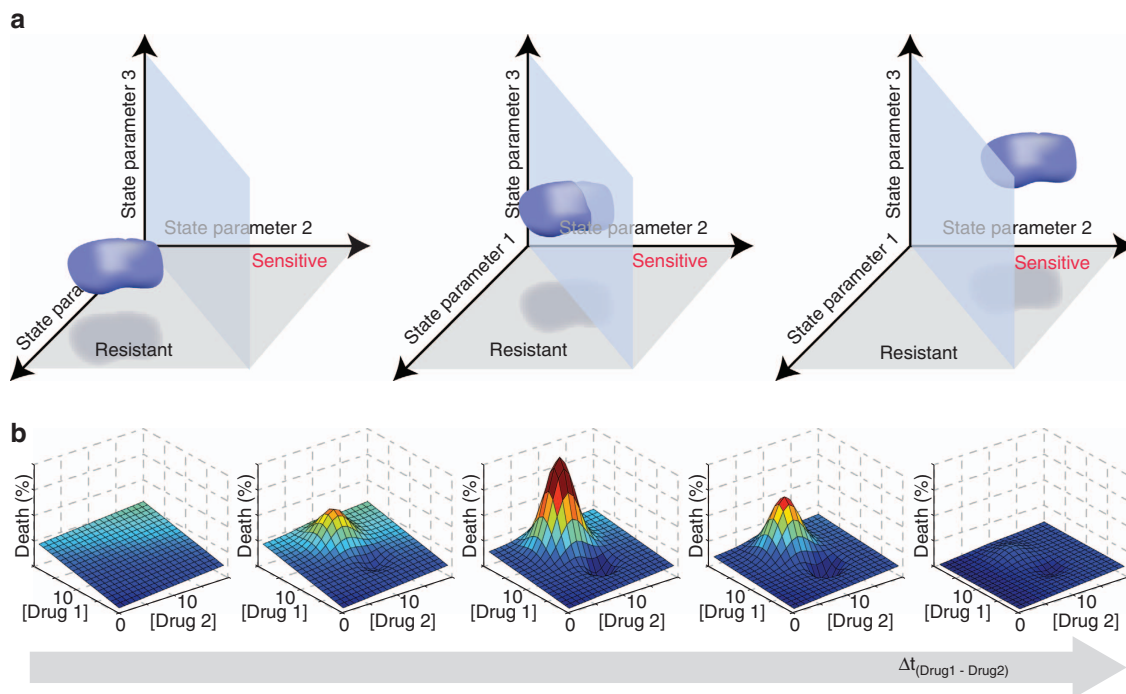 a
State parameter 3
State para
State parameter 2
Sensitive
Resistant
State parameter 3
State parameter 1
State parameter 2
Sensitive
Resistant
State parameter 3
State parameter 1
State parameter 2
Sensitive
Resistant
b
Death (%)
10
[Drug 1]
0
10
[Drug 2]
Death (%)
10
[Drug 1]
0
10
[Drug 2]
Death (%)
10
[Drug 1]
0
10
[Drug 2]
Death (%)
10
[Drug 1]
0
10
[Drug 2]
Death (%)
10
[Drug 1]
0
10
[Drug 2]
Δt(Drug1 - Drug2)